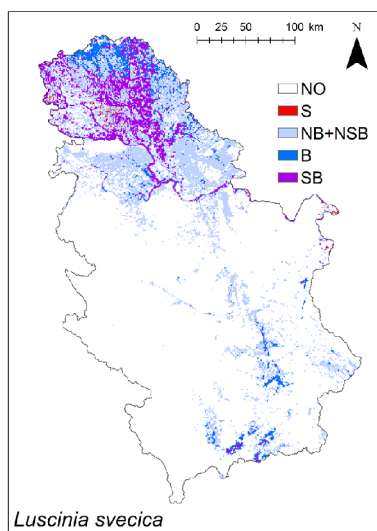 0 25 50 100 km
N
NO
S
NB+NSB
B
SB
Luscinia svecica